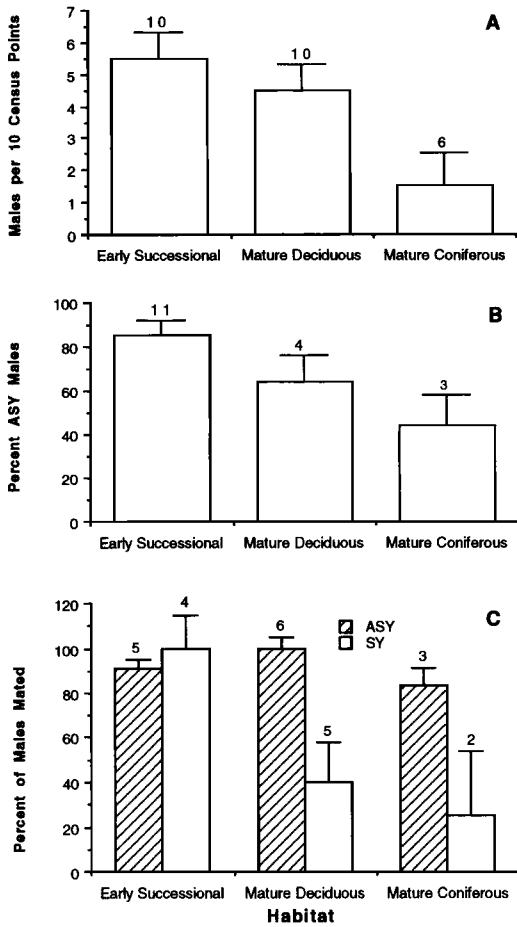 A
Males per 10 Census Points
7
6
5
4
3
2
1
0
10
10
6
Early Successional
Mature Deciduous
Mature Coniferous
B
Percent ASY Males
100
80
60
40
20
0
11
4
3
Early Successional
Mature Deciduous
Mature Coniferous
C
Percent of Males Mated
120
100
80
60
40
20
0
5
4
6
5
3
2
ASY
SY
Early Successional
Mature Deciduous
Mature Coniferous
Habitat